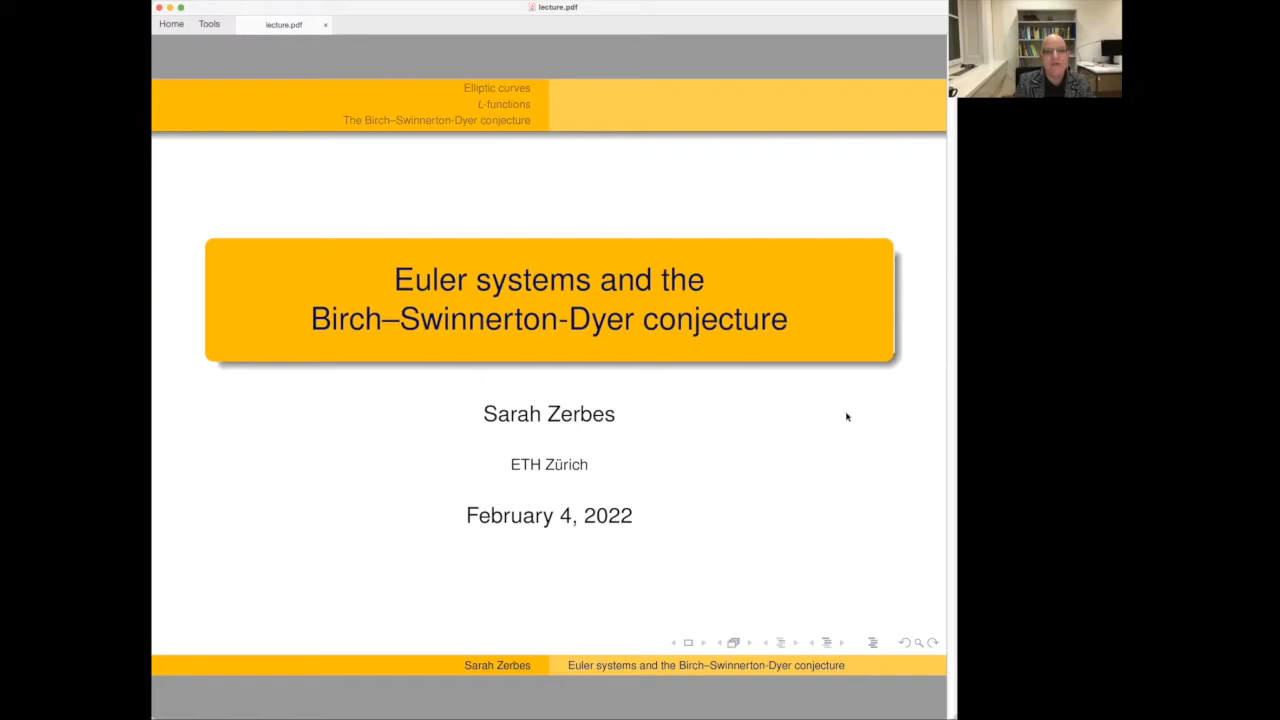 lecture.pdf
Home
Tools
lecture.pdf
×
Elliptic curves
L-functions
The Birch–Swinnerton-Dyer conjecture
Euler systems and the
Birch–Swinnerton-Dyer conjecture
Sarah Zerbes
ETH Zürich
February 4, 2022
Sarah Zerbes
Euler systems and the Birch–Swinnerton-Dyer conjecture